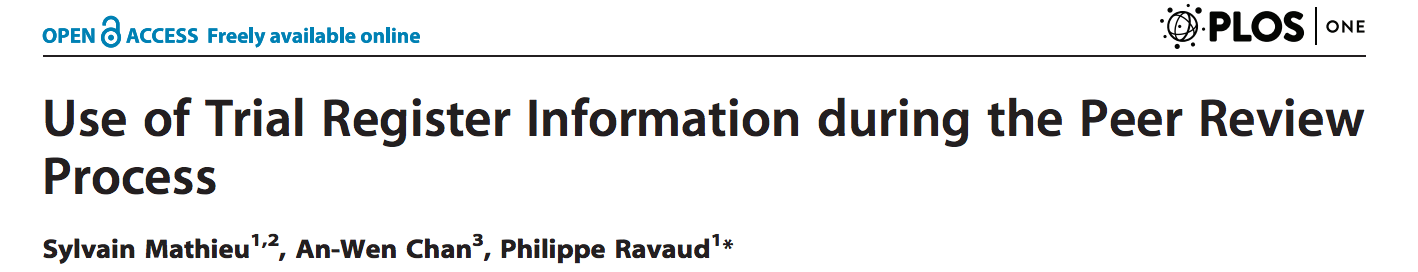 OPEN ACCESS Freely available online
PLOS ONE
Use of Trial Register Information during the Peer Review
Process
Sylvain Mathieu1,2, An-Wen Chan3, Philippe Ravaud1*